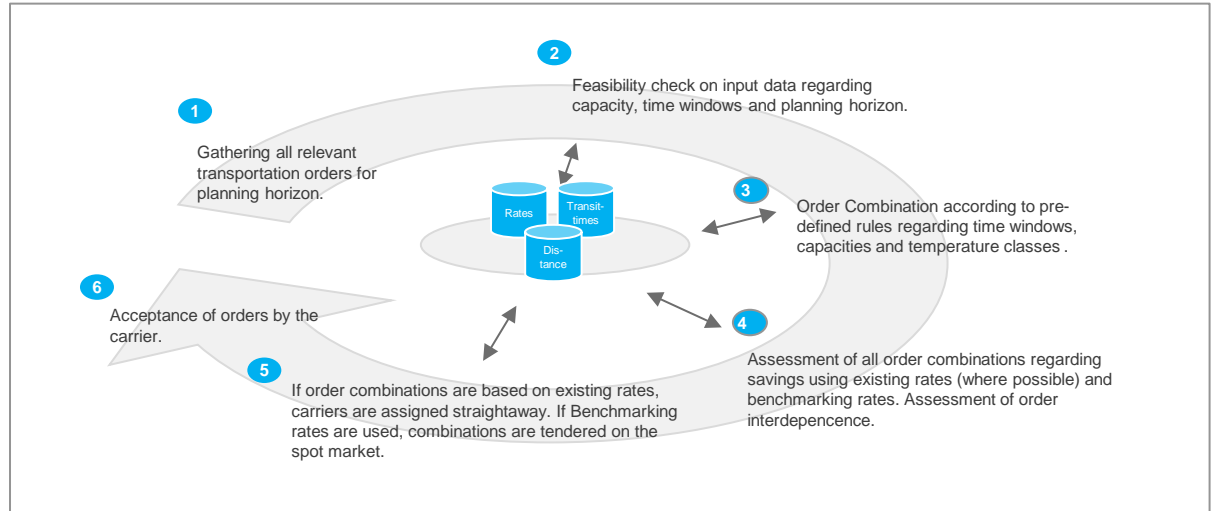 1
Gathering all relevant
transportation orders for
planning horizon.
2
Feasibility check on input data regarding
capacity, time windows and planning horizon.
Rates
Transit-
times
Dis-
tance
3
Order Combination according to pre-
defined rules regarding time windows,
capacities and temperature classes .
4
Assessment of all order combinations regarding
savings using existing rates (where possible) and
benchmarking rates. Assessment of order
interdepencence.
5
If order combinations are based on existing rates,
carriers are assigned straightaway. If Benchmarking
rates are used, combinations are tendered on the
spot market.
6
Acceptance of orders by the
carrier.